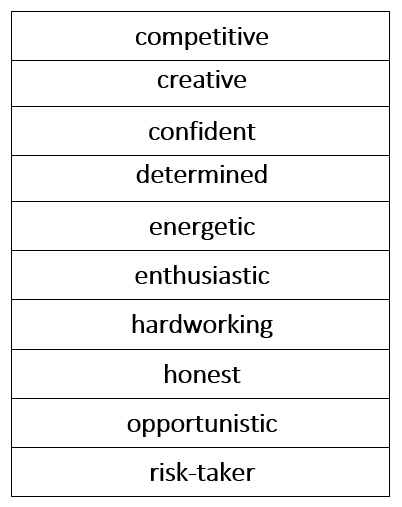 competitive
creative
confident
determined
energetic
enthusiastic
hardworking
honest
opportunistic
risk-taker